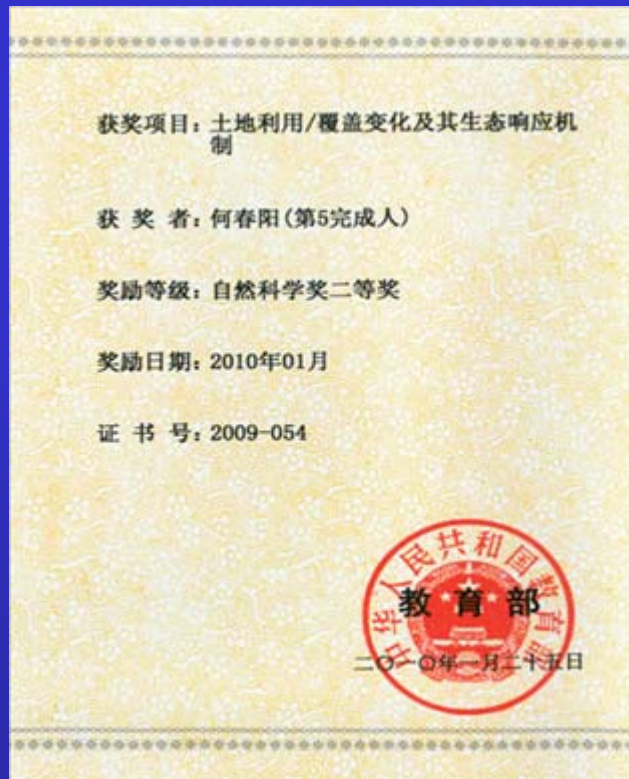 获奖项目：土地利用/覆盖变化及其生态响应机
制
获 奖 者：何春阳(第5完成人)
奖励等级：自然科学奖二等奖
奖励日期：2010年01月
证 书 号：2009-054
中华人民共和国教育部
教 育 部
二〇一〇年一月二十五日